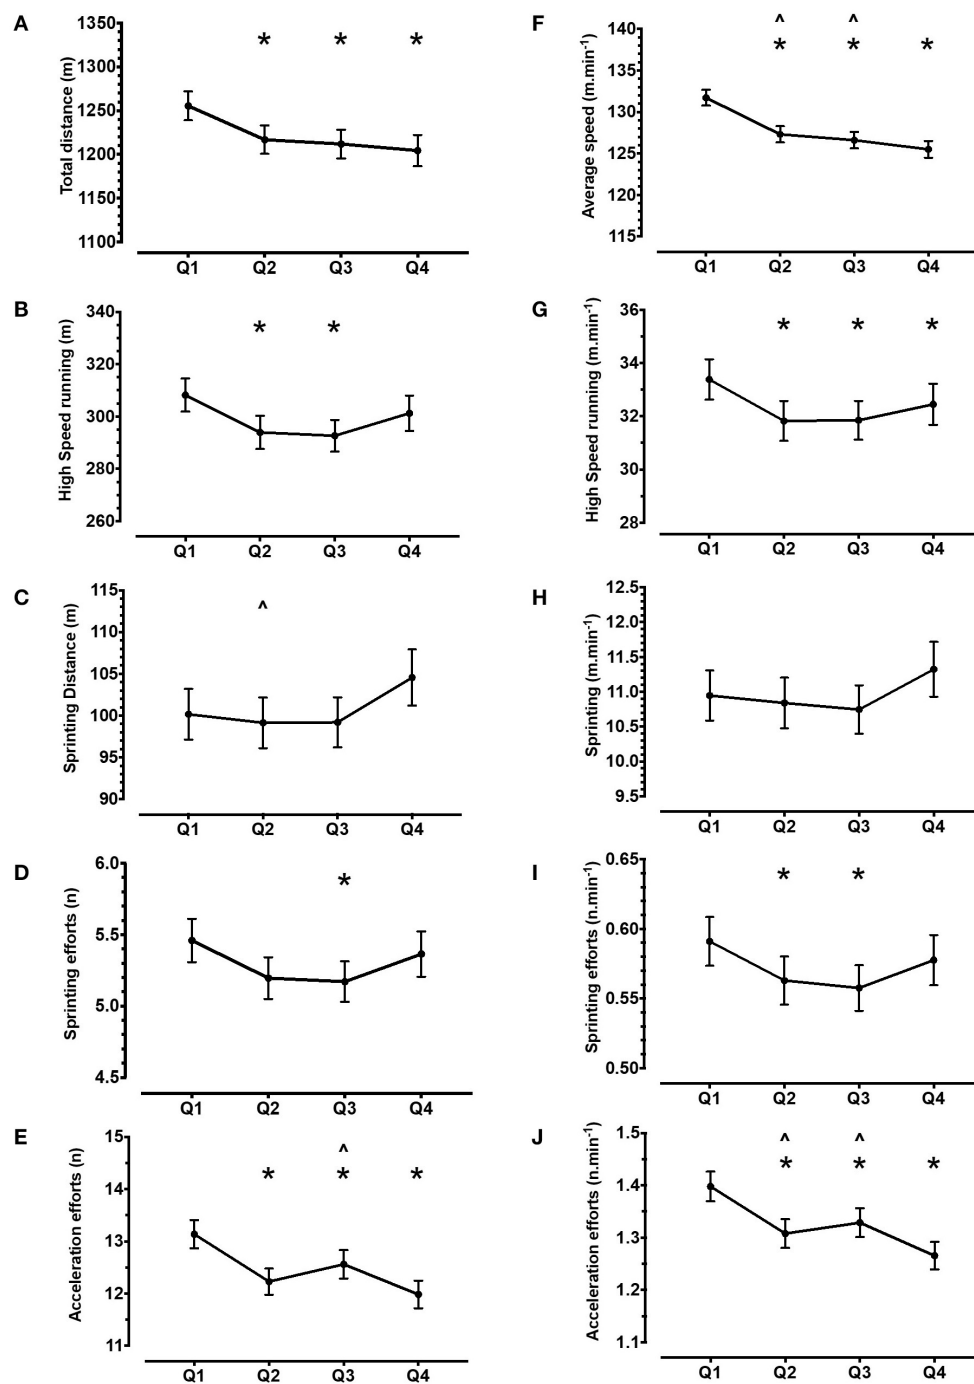 A
Total distance (m)
1350
1300
1250
1200
1150
1100
* * *
Q1 Q2 Q3 Q4
F
Average speed (m.min-1)
140
135
130
125
120
115
^ ^
* * *
Q1 Q2 Q3 Q4
B
High Speed running (m)
340
320
300
280
260
* *
Q1 Q2 Q3 Q4
G
High Speed running (m.min-1)
36
34
32
30
28
* * *
Q1 Q2 Q3 Q4
C
Sprinting Distance (m)
115
110
105
100
95
90
^
Q1 Q2 Q3 Q4
H
Sprinting (m.min-1)
12.5
12.0
11.5
11.0
10.5
10.0
9.5
Q1 Q2 Q3 Q4
D
Sprinting efforts (n)
6.0
5.5
5.0
4.5
*
Q1 Q2 Q3 Q4
I
Sprinting efforts (n.min-1)
0.65
0.60
0.55
0.50
* *
Q1 Q2 Q3 Q4
E
Acceleration efforts (n)
15
14
13
12
11
^
* * *
Q1 Q2 Q3 Q4
J
Acceleration efforts (n.min-1)
1.5
1.4
1.3
1.2
1.1
^ ^
* * *
Q1 Q2 Q3 Q4